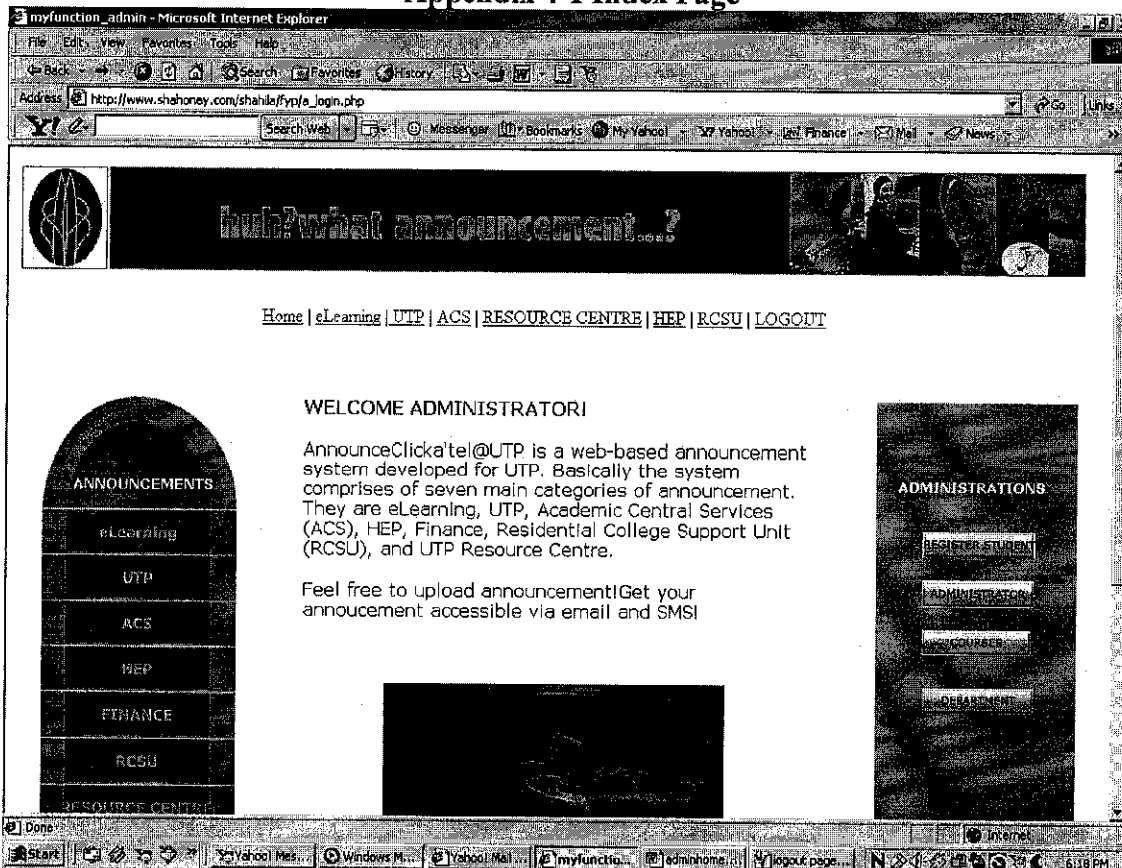 Index Page
myfunction_admin - Microsoft Internet Explorer
File Edit View Favorites Tools Help
Back Search Favorites History
Address http://www.shahoney.com/shahila/fyp/a_login.php Go Links
Y! Search Web Messenger Bookmarks My Yahoo! Yahoo! Finance Mail News
huh?what announcement...?
Home | eLearning | UTP | ACS | RESOURCE CENTRE | HEP | RCSU | LOGOUT
WELCOME ADMINISTRATOR!
AnnounceClicka'tel@UTP is a web-based announcement
system developed for UTP. Basically the system
comprises of seven main categories of announcement.
They are eLearning, UTP, Academic Central Services
(ACS), HEP, Finance, Residential College Support Unit
(RCSU), and UTP Resource Centre.
Feel free to upload announcement!Get your
annoucement accessible via email and SMS!
ANNOUNCEMENTS
eLearning
UTP
ACS
HEP
FINANCE
RCSU
RESOURCE CENTRE
ADMINISTRATIONS
REGISTER STUDENT
ADMINISTRATOR
COURSES
DEPARTMENT
Done Internet
Start Yahoo! Mes... Windows M... Yahoo! Mail ... myfunctio... adminhome... logout page... 6:18 PM